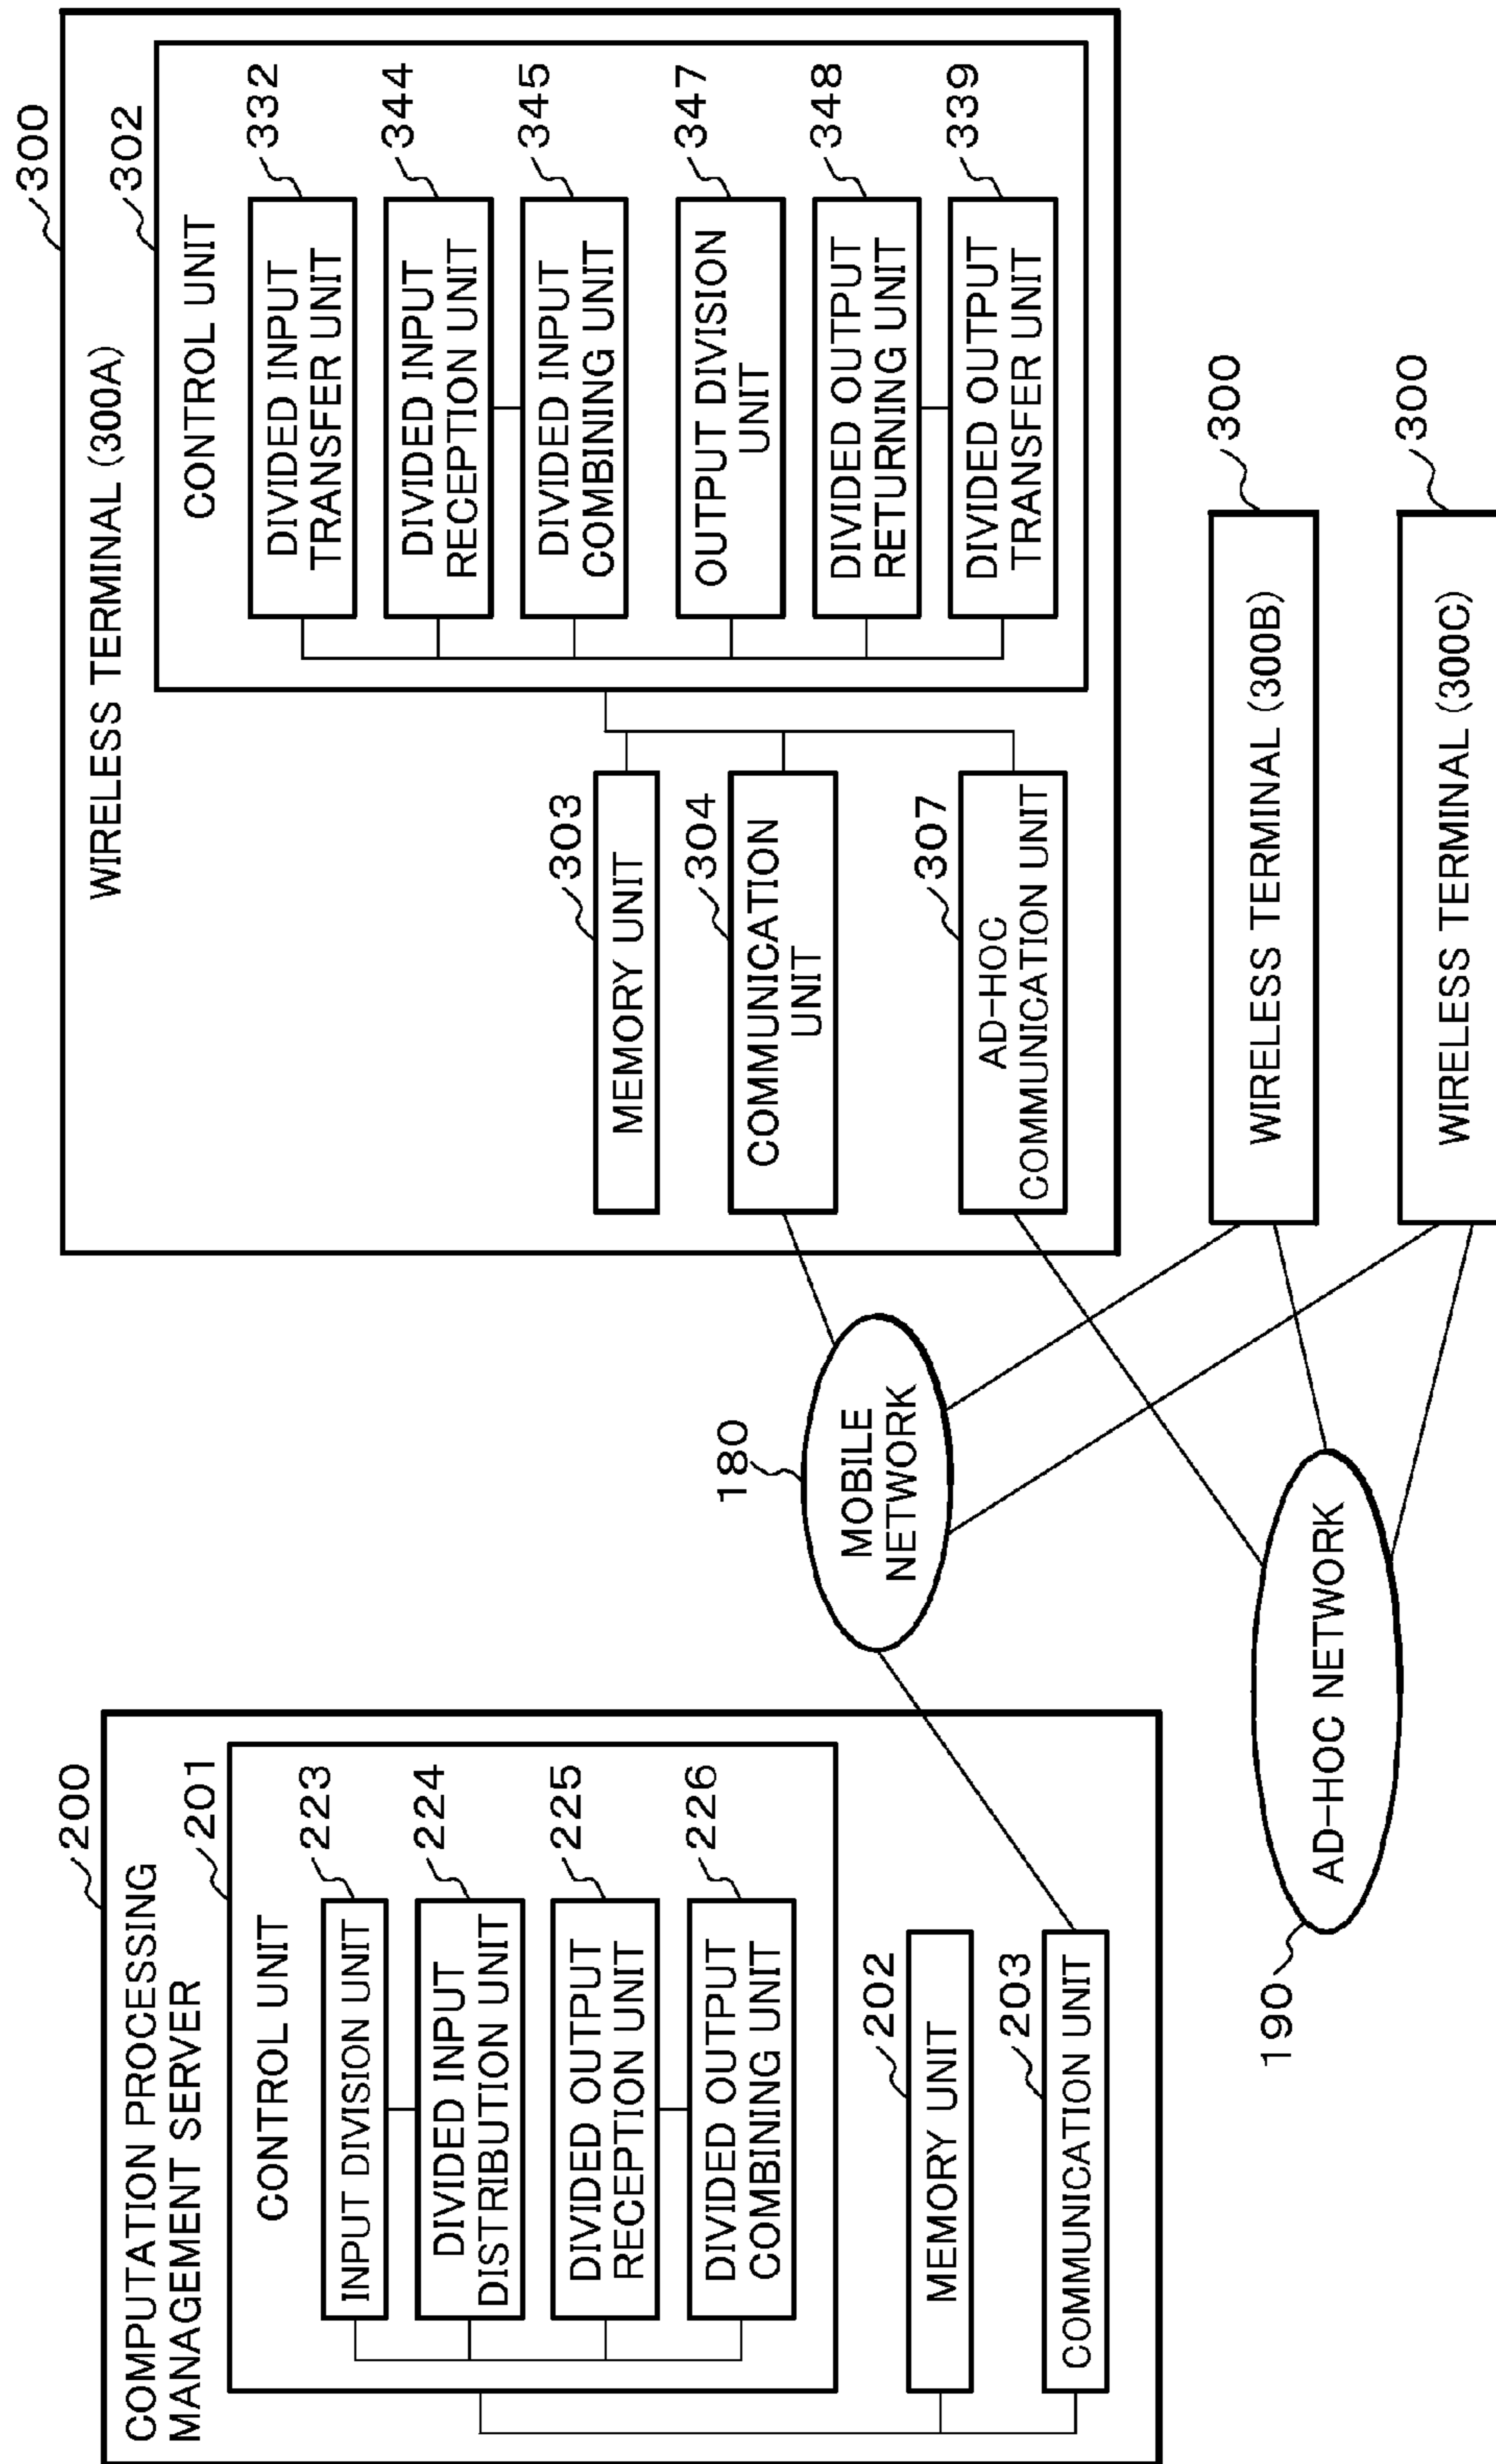 200
COMPUTATION PROCESSING
MANAGEMENT SERVER
201
CONTROL UNIT
223
INPUT DIVISION UNIT
224
DIVIDED INPUT
DISTRIBUTION UNIT
225
DIVIDED OUTPUT
RECEPTION UNIT
226
DIVIDED OUTPUT
COMBINING UNIT
202
MEMORY UNIT
203
COMMUNICATION UNIT
180
MOBILE
NETWORK
190
AD-HOC NETWORK
300
WIRELESS TERMINAL (300A)
302
CONTROL UNIT
332
DIVIDED INPUT
TRANSFER UNIT
344
DIVIDED INPUT
RECEPTION UNIT
345
DIVIDED INPUT
COMBINING UNIT
347
OUTPUT DIVISION
UNIT
348
DIVIDED OUTPUT
RETURNING UNIT
339
DIVIDED OUTPUT
TRANSFER UNIT
303
MEMORY UNIT
304
COMMUNICATION
UNIT
307
AD-HOC
COMMUNICATION UNIT
300
WIRELESS TERMINAL (300B)
300
WIRELESS TERMINAL (300C)